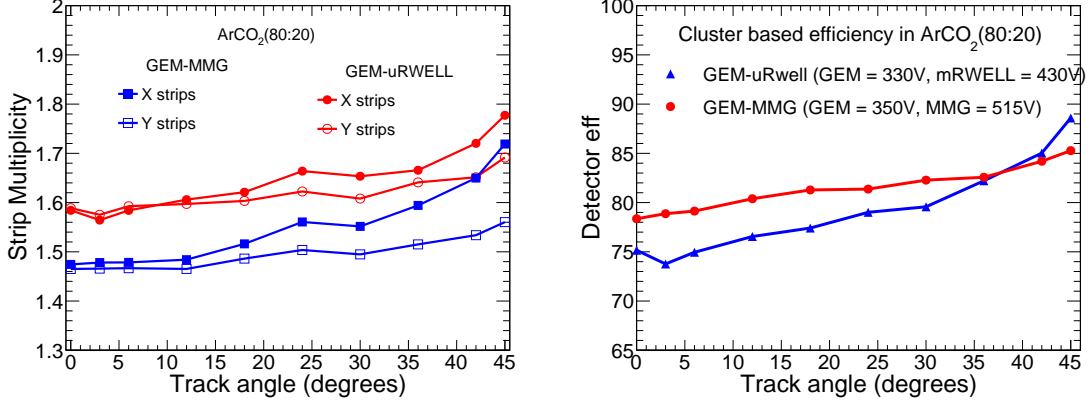 2
1.9
1.8
1.7
1.6
1.5
1.4
1.3
Strip Multiplicity
ArCO2(80:20)
GEM-MMG
X strips
Y strips
GEM-uRWELL
X strips
Y strips
0 5 10 15 20 25 30 35 40 45
Track angle (degrees)
100
95
90
85
80
75
70
65
Detector eff
Cluster based efficiency in ArCO2(80:20)
GEM-uRwell (GEM = 330V, mRWELL = 430V)
GEM-MMG (GEM = 350V, MMG = 515V)
0 5 10 15 20 25 30 35 40 45
Track angle (degrees)